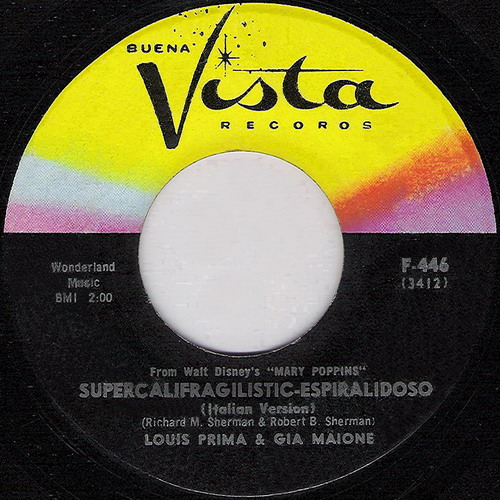 BUENA
Vista
RECORDS
Wonderland
Music
BMI 2:00
F-446
(3412)
From Walt Disney's "MARY POPPINS"
SUPERCALIFRAGILISTIC-ESPIRALIDOSO
(Italian Version)
(Richard M. Sherman & Robert B. Sherman)
LOUIS PRIMA & GIA MAIONE